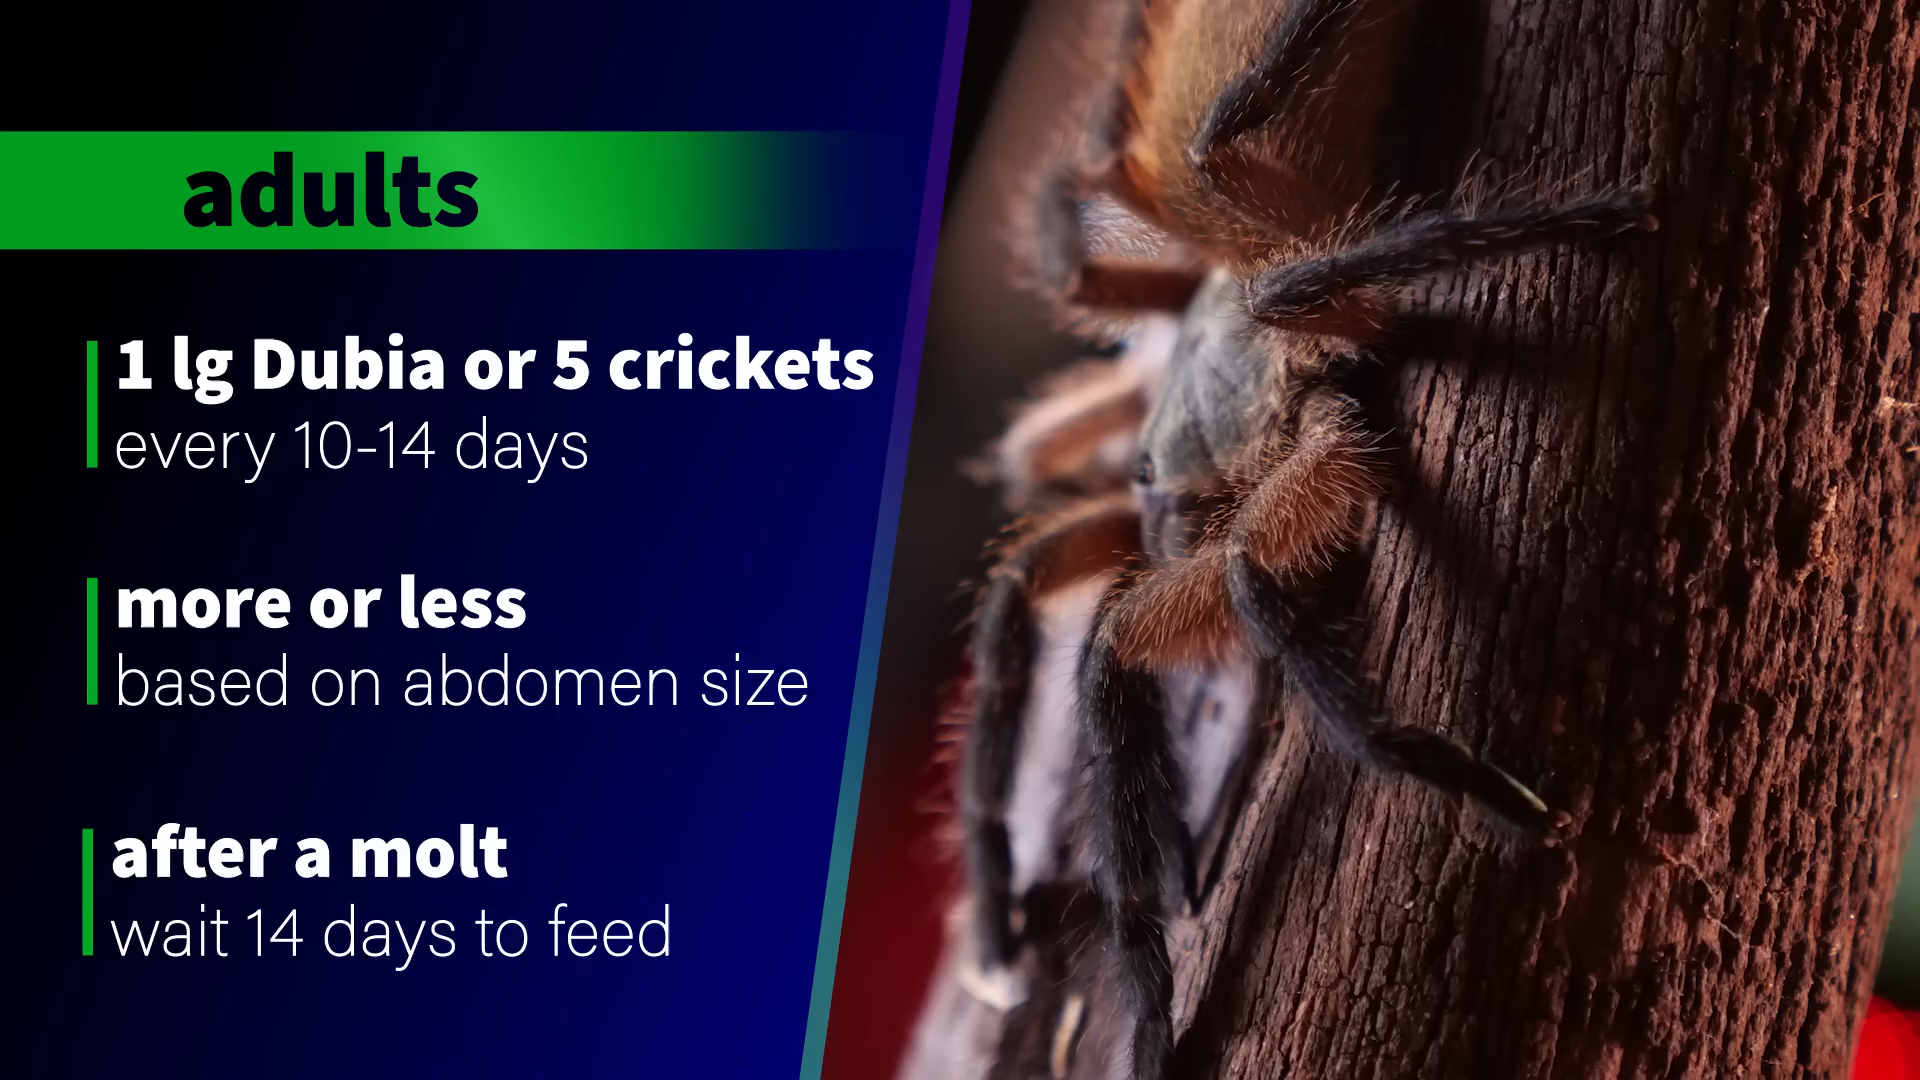 adults
1 lg Dubia or 5 crickets
every 10-14 days
more or less
based on abdomen size
after a molt
wait 14 days to feed